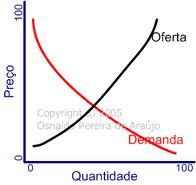 100
Oferta
Preço
Copyright © 2005
Osnaldo Pereira de Araújo
Demanda
0
0
100
Quantidade